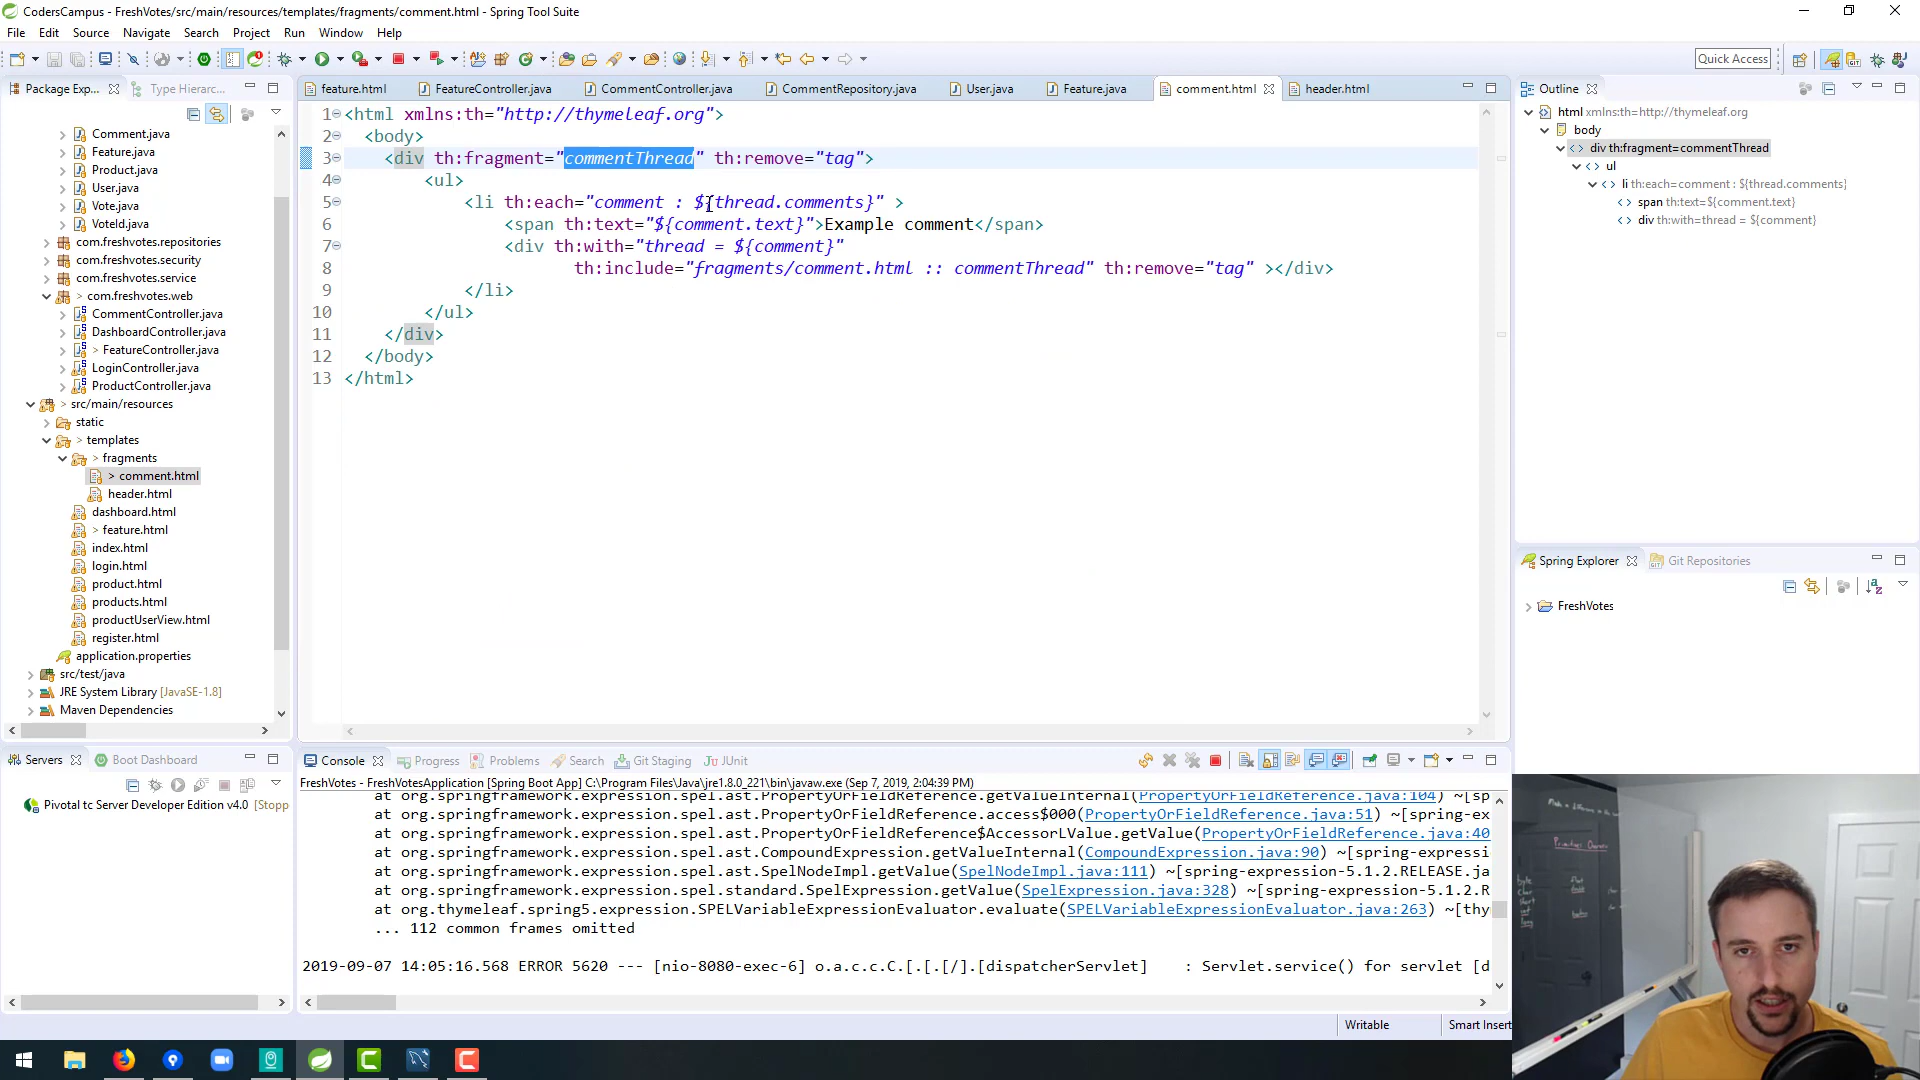 CodersCampus - FreshVotes/src/main/resources/templates/fragments/comment.html - Spring Tool Suite
File Edit Source Navigate Search Project Run Window Help
Quick Access
Package Exp... Type Hierarc...
Comment.java
Feature.java
Product.java
User.java
Vote.java
VoteId.java
com.freshvotes.repositories
com.freshvotes.security
com.freshvotes.service
> com.freshvotes.web
CommentController.java
DashboardController.java
> FeatureController.java
LoginController.java
ProductController.java
> src/main/resources
static
> templates
> fragments
> comment.html
header.html
dashboard.html
> feature.html
index.html
login.html
product.html
products.html
productUserView.html
register.html
application.properties
src/test/java
JRE System Library [JavaSE-1.8]
Maven Dependencies
feature.html FeatureController.java CommentController.java CommentRepository.java User.java Feature.java comment.html header.html
1 <html xmlns:th="http://thymeleaf.org">
2 <body>
3 <div th:fragment="commentThread" th:remove="tag">
4 <ul>
5 <li th:each="comment : ${thread.comments}" >
6 <span th:text="${comment.text}">Example comment</span>
7 <div th:with="thread = ${comment}"
8 th:include="fragments/comment.html :: commentThread" th:remove="tag" ></div>
9 </li>
10 </ul>
11 </div>
12 </body>
13 </html>
Outline
html xmlns:th=http://thymeleaf.org
body
div th:fragment=commentThread
ul
li th:each=comment : ${thread.comments}
span th:text=${comment.text}
div th:with=thread = ${comment}
Spring Explorer Git Repositories
FreshVotes
Servers Boot Dashboard
Pivotal tc Server Developer Edition v4.0 [Stopp
Console Progress Problems Search Git Staging JUnit
FreshVotes - FreshVotesApplication [Spring Boot App] C:\Program Files\Java\jre1.8.0_221\bin\javaw.exe (Sep 7, 2019, 2:04:39 PM)
at org.springframework.expression.spel.ast.PropertyOrFieldReference.getValueInternal(PropertyOrFieldReference.java:104) ~[sp
at org.springframework.expression.spel.ast.PropertyOrFieldReference.access$000(PropertyOrFieldReference.java:51) ~[spring-ex
at org.springframework.expression.spel.ast.PropertyOrFieldReference$AccessorLValue.getValue(PropertyOrFieldReference.java:40
at org.springframework.expression.spel.ast.CompoundExpression.getValueInternal(CompoundExpression.java:90) ~[spring-expressi
at org.springframework.expression.spel.ast.SpelNodeImpl.getValue(SpelNodeImpl.java:111) ~[spring-expression-5.1.2.RELEASE.ja
at org.springframework.expression.spel.standard.SpelExpression.getValue(SpelExpression.java:328) ~[spring-expression-5.1.2.R
at org.thymeleaf.spring5.expression.SPELVariableExpressionEvaluator.evaluate(SPELVariableExpressionEvaluator.java:263) ~[thy
... 112 common frames omitted
2019-09-07 14:05:16.568 ERROR 5620 --- [nio-8080-exec-6] o.a.c.c.C.[.[.[/].[dispatcherServlet] : Servlet.service() for servlet [d
Writable Smart Insert